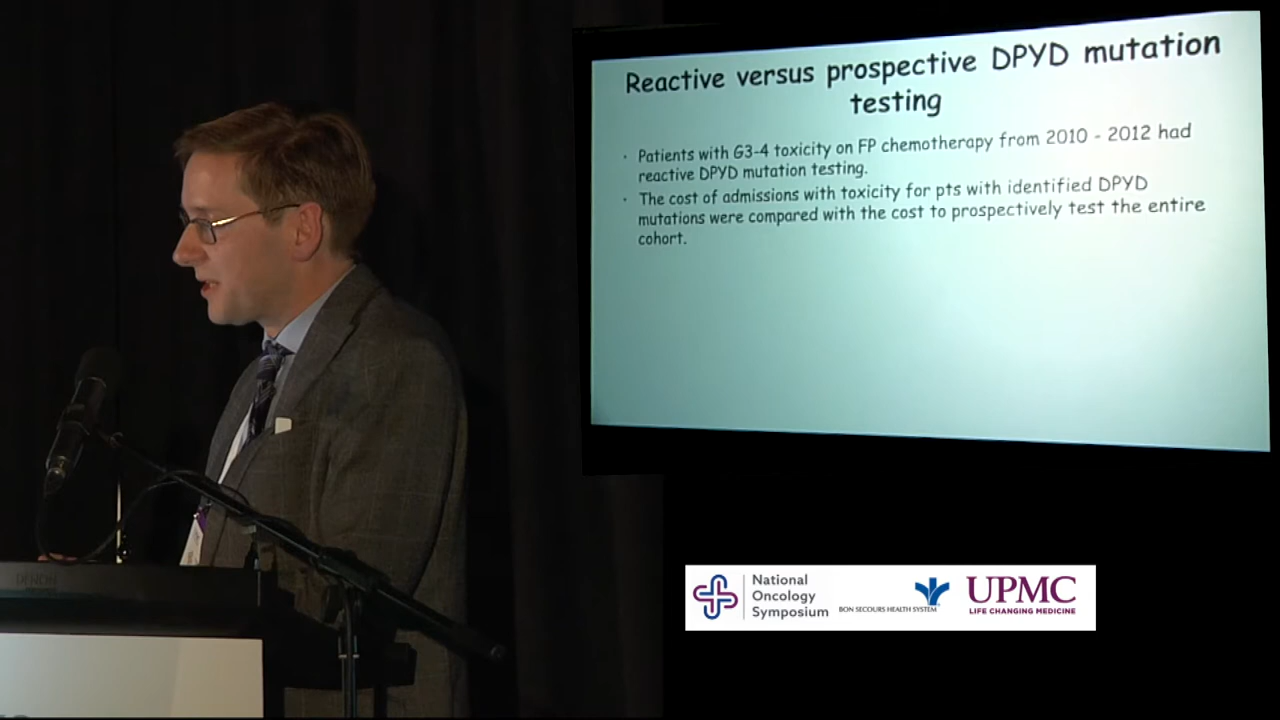 Reactive versus prospective DPYD mutation
testing
· Patients with G3-4 toxicity on FP chemotherapy from 2010 - 2012 had
reactive DPYD mutation testing.
· The cost of admissions with toxicity for pts with identified DPYD
mutations were compared with the cost to prospectively test the entire
cohort.
DENON
National
Oncology
Symposium
BON SECOURS HEALTH SYSTEM
UPMC
LIFE CHANGING MEDICINE